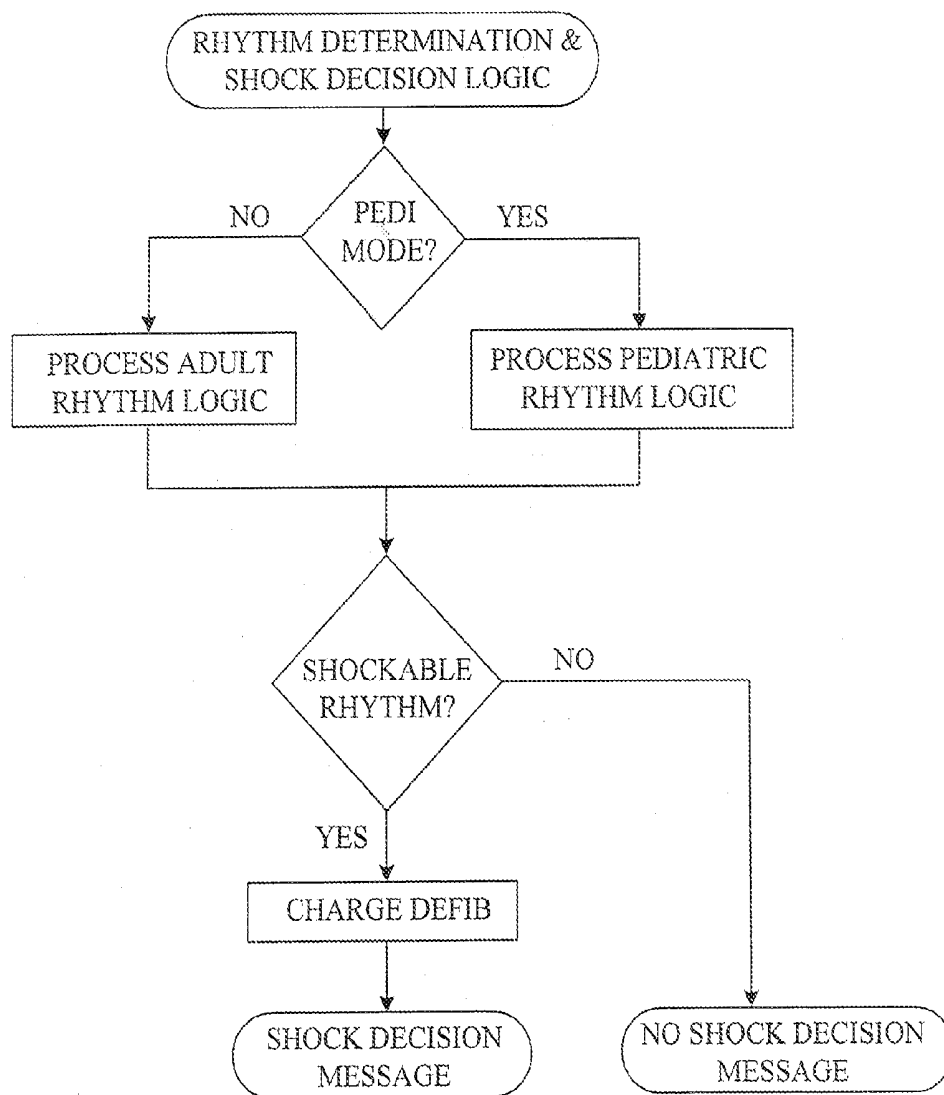 RHYTHM DETERMINATION &
SHOCK DECISION LOGIC
NO
PEDI
MODE?
YES
PROCESS ADULT
RHYTHM LOGIC
PROCESS PEDIATRIC
RHYTHM LOGIC
SHOCKABLE
RHYTHM?
NO
YES
CHARGE DEFIB
SHOCK DECISION
MESSAGE
NO SHOCK DECISION
MESSAGE